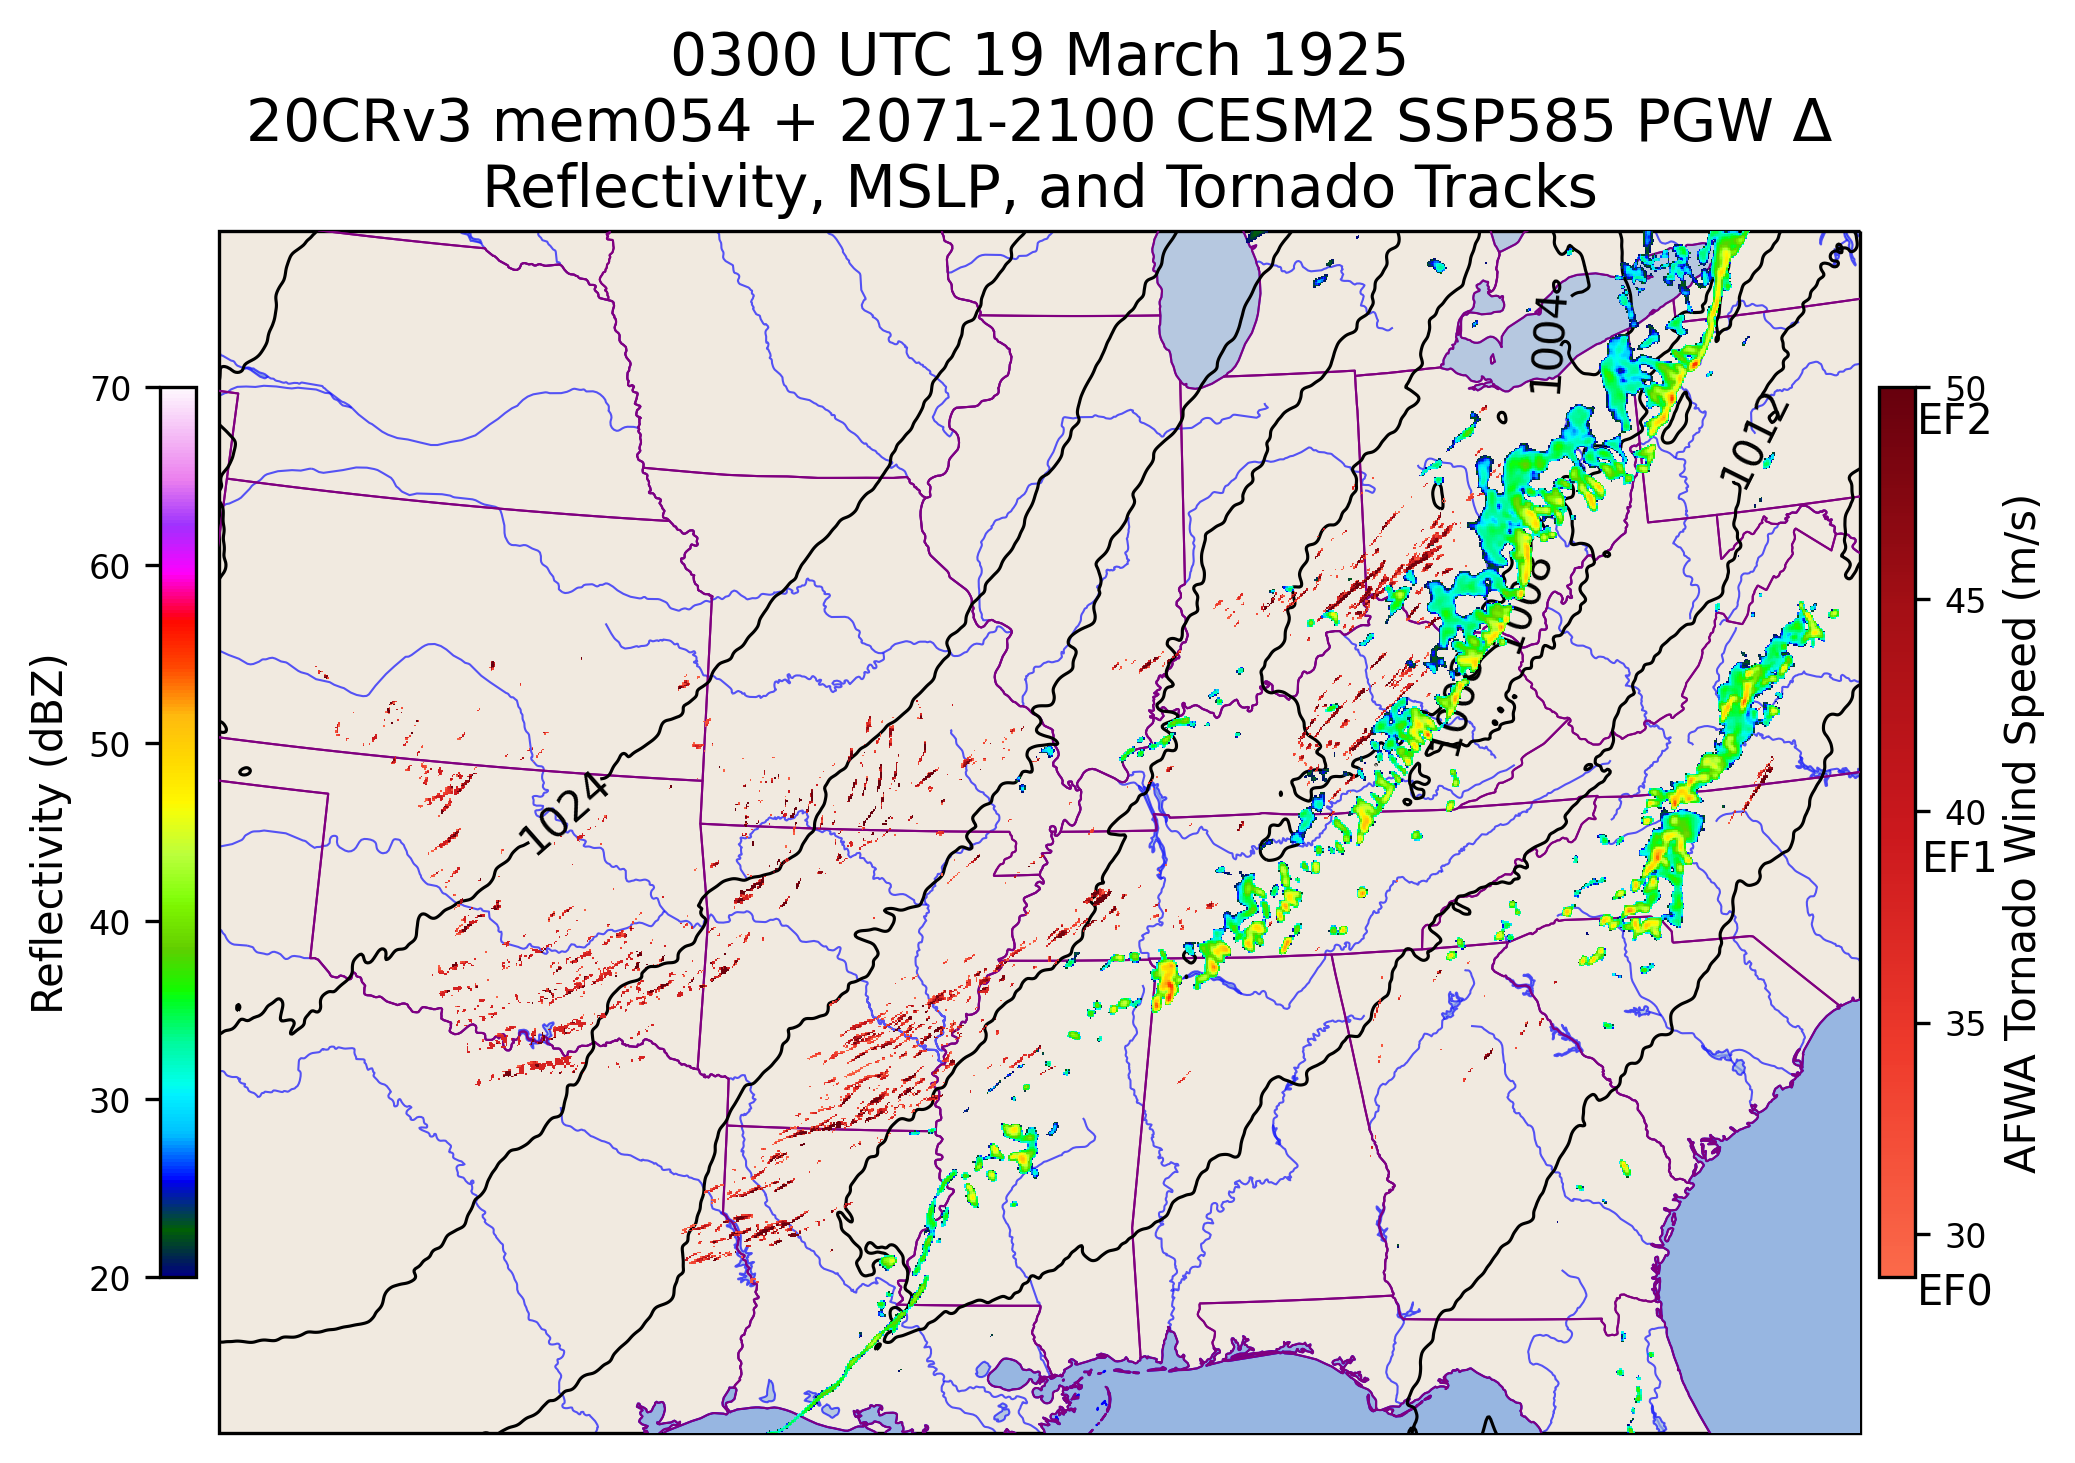 0300 UTC 19 March 1925
20CRv3 mem054 + 2071-2100 CESM2 SSP585 PGW Δ
Reflectivity, MSLP, and Tornado Tracks
Reflectivity (dBZ)
70
60
50
40
30
20
1004
1012
1008
1008
1024
50
EF2
45
40
EF1
35
30
EF0
AFWA Tornado Wind Speed (m/s)